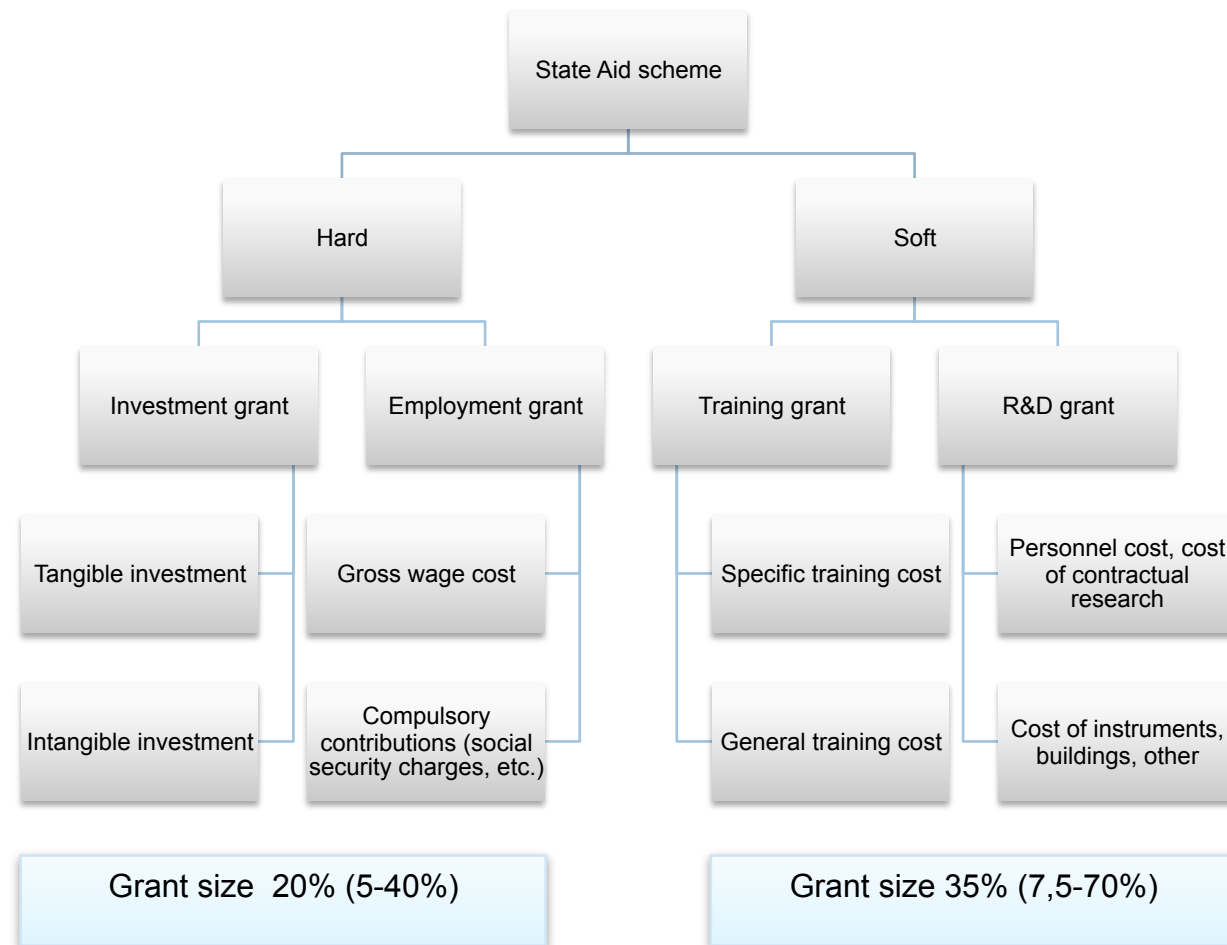 State Aid scheme
Hard
Soft
Investment grant
Employment grant
Training grant
R&D grant
Tangible investment
Gross wage cost
Specific training cost
Personnel cost, cost
of contractual
research
Intangible investment
Compulsory
contributions (social
security charges, etc.)
General training cost
Cost of instruments,
buildings, other
Grant size 20% (5-40%)
Grant size 35% (7,5-70%)